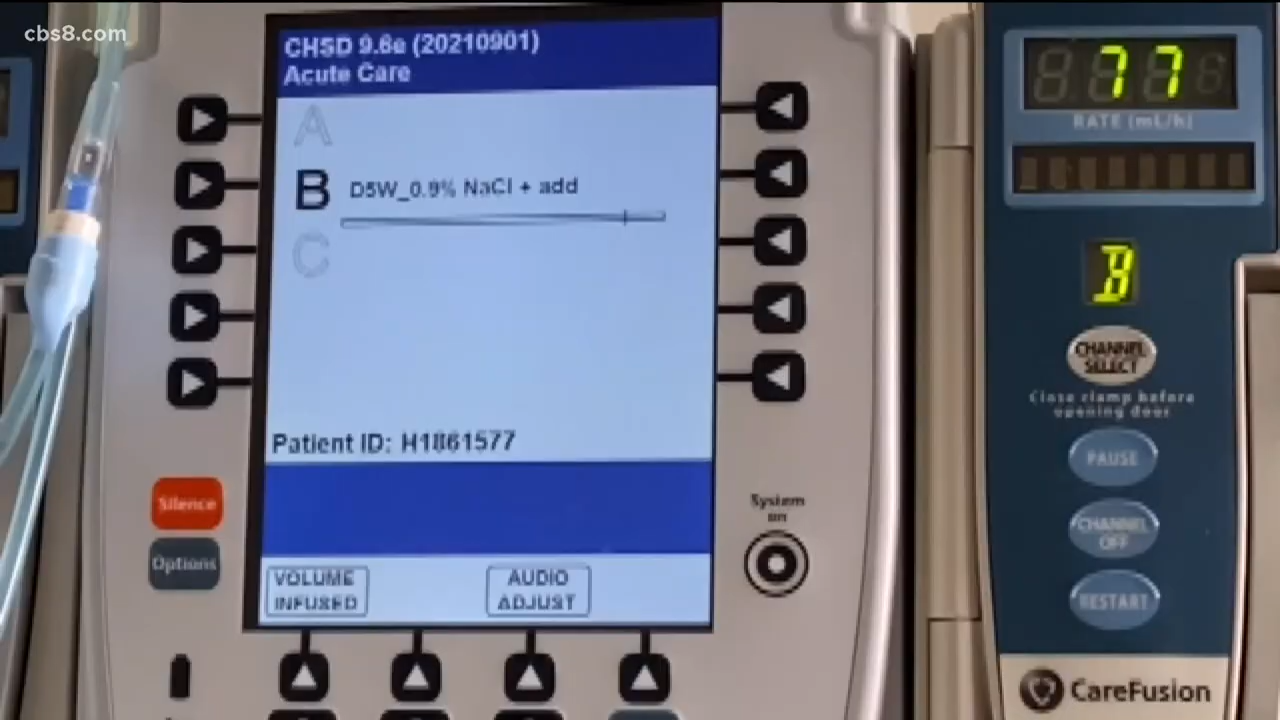 cbs8.com
CHSD 9.6e (20210901)
Acute Care
A
B D5W_0.9% NaCl + add
C
Patient ID: H1861577
Silence
Options
VOLUME
INFUSED
AUDIO
ADJUST
System
on
77
RATE (mL/h)
B
CHANNEL
SELECT
Close clamp before
opening door
PAUSE
CHANNEL
OFF
RESTART
CareFusion